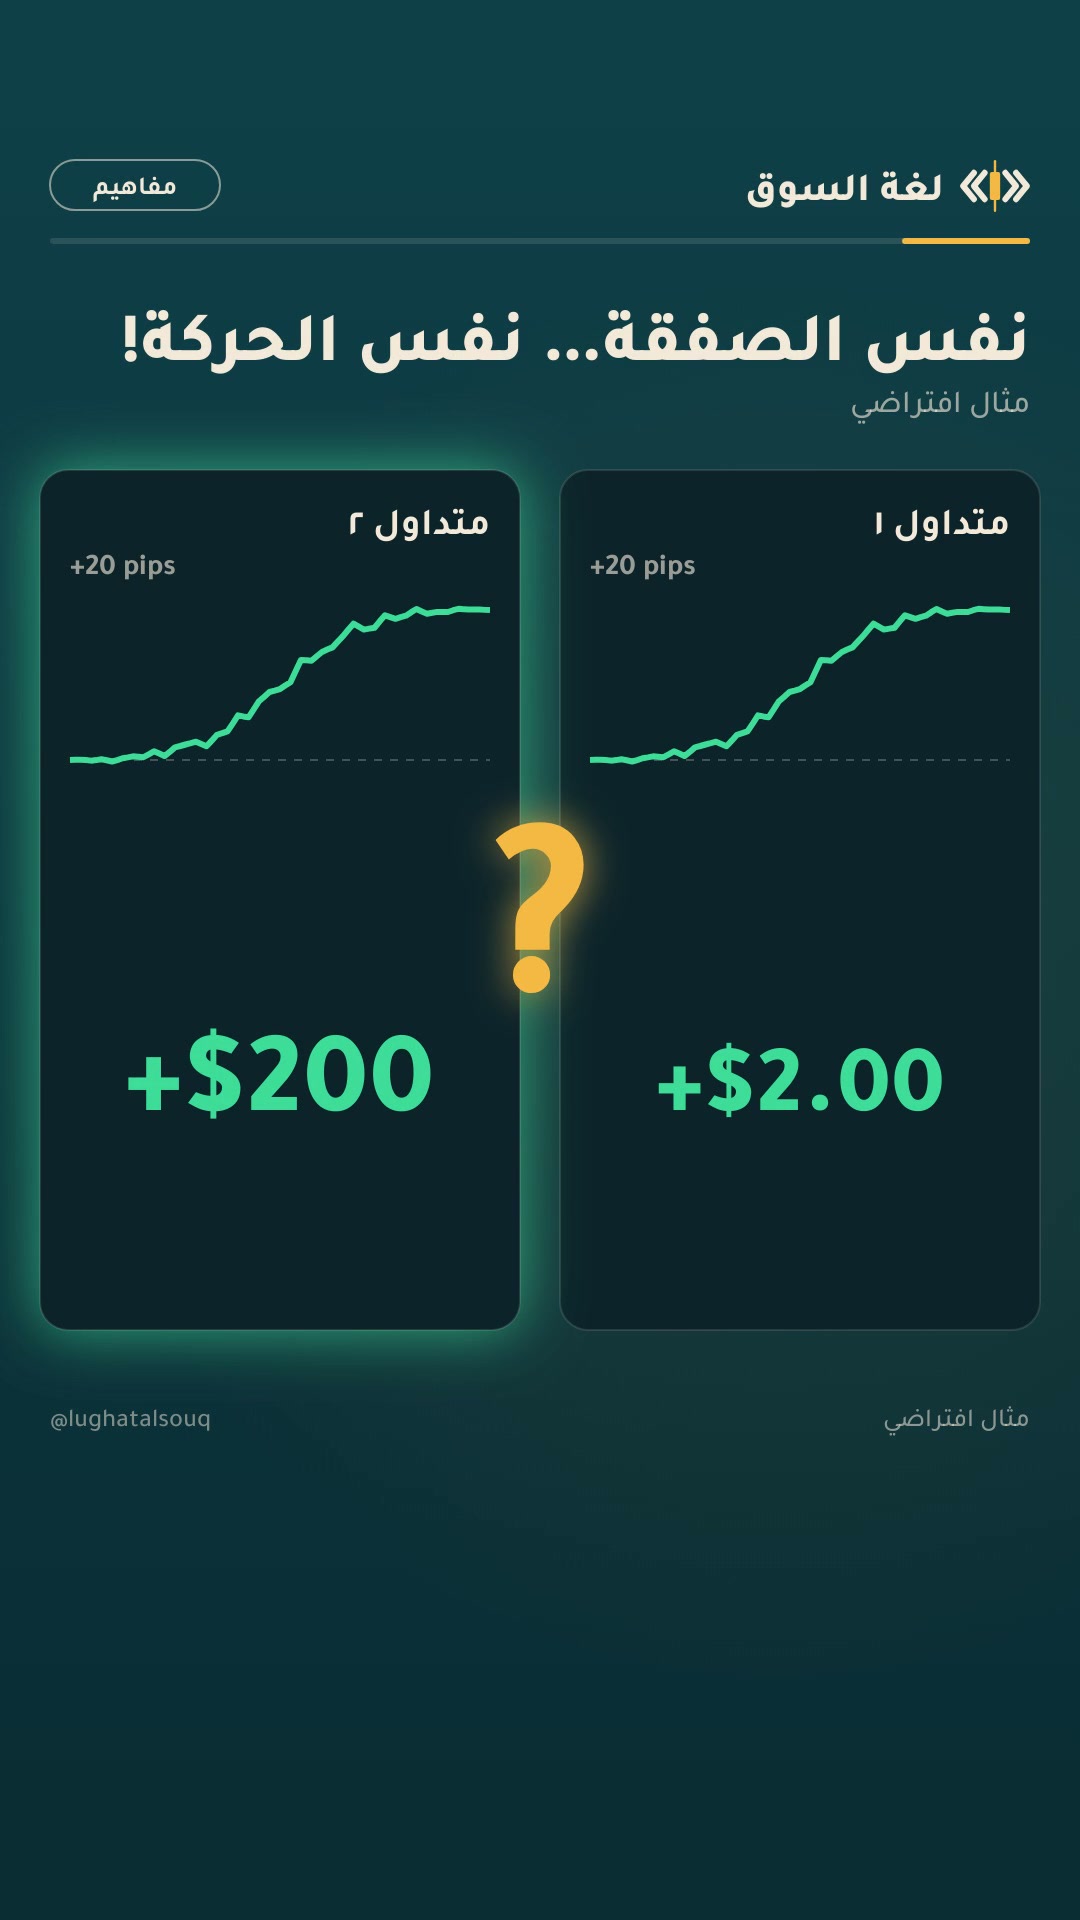 لغة السوق
مفاهيم
نفس الصفقة... نفس الحركة!
مثال افتراضي
متداول ١
+20 pips
+$2.00
متداول ٢
+20 pips
+$200
?
مثال افتراضي
@lughatalsouq